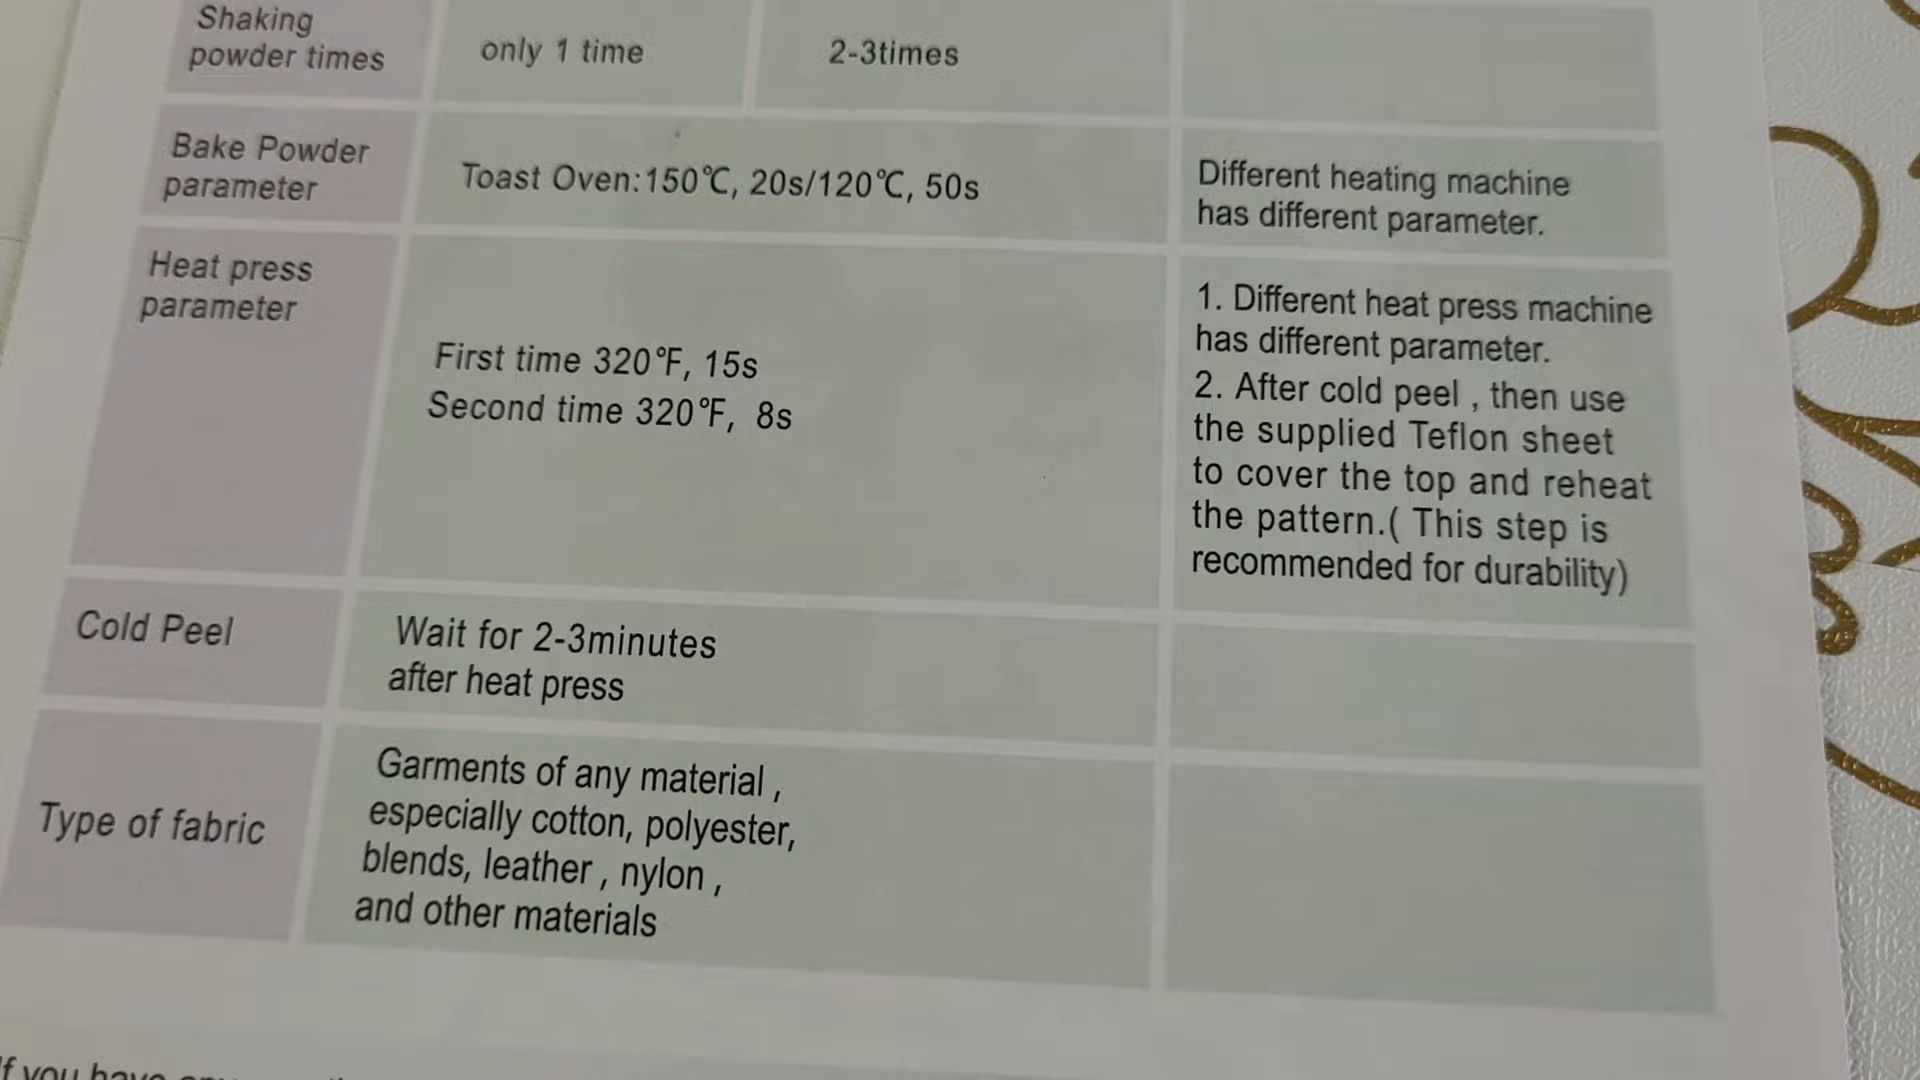 Shaking
powder times
only 1 time
2-3times
Bake Powder
parameter
Toast Oven:150℃, 20s/120℃, 50s
Different heating machine
has different parameter.
Heat press
parameter
First time 320℉, 15s
Second time 320℉, 8s
1. Different heat press machine
has different parameter.
2. After cold peel , then use
the supplied Teflon sheet
to cover the top and reheat
the pattern.( This step is
recommended for durability)
Cold Peel
Wait for 2-3minutes
after heat press
Type of fabric
Garments of any material ,
especially cotton, polyester,
blends, leather , nylon ,
and other materials
If you have